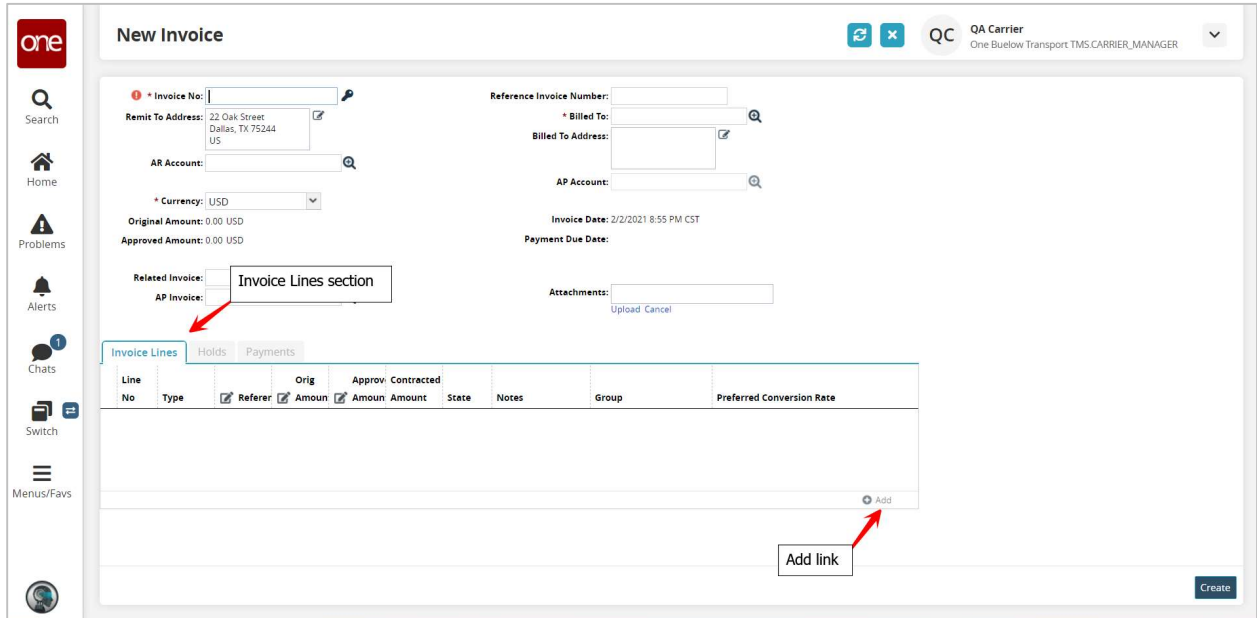 one
New Invoice
QC
QA Carrier
One Buelow Transport TMS.CARRIER_MANAGER
Search
Home
Problems
Alerts
1
Chats
Switch
Menus/Favs
* Invoice No:
Remit To Address: 22 Oak Street
Dallas, TX 75244
US
AR Account:
* Currency: USD
Original Amount: 0.00 USD
Approved Amount: 0.00 USD
Related Invoice:
AP Invoice:
Reference Invoice Number:
* Billed To:
Billed To Address:
AP Account:
Invoice Date: 2/2/2021 8:55 PM CST
Payment Due Date:
Attachments:
Upload Cancel
Invoice Lines section
Invoice Lines Holds Payments
Line No Type Referer Orig Amoun Approv Amoun Contracted Amount State Notes Group Preferred Conversion Rate
Add
Add link
Create